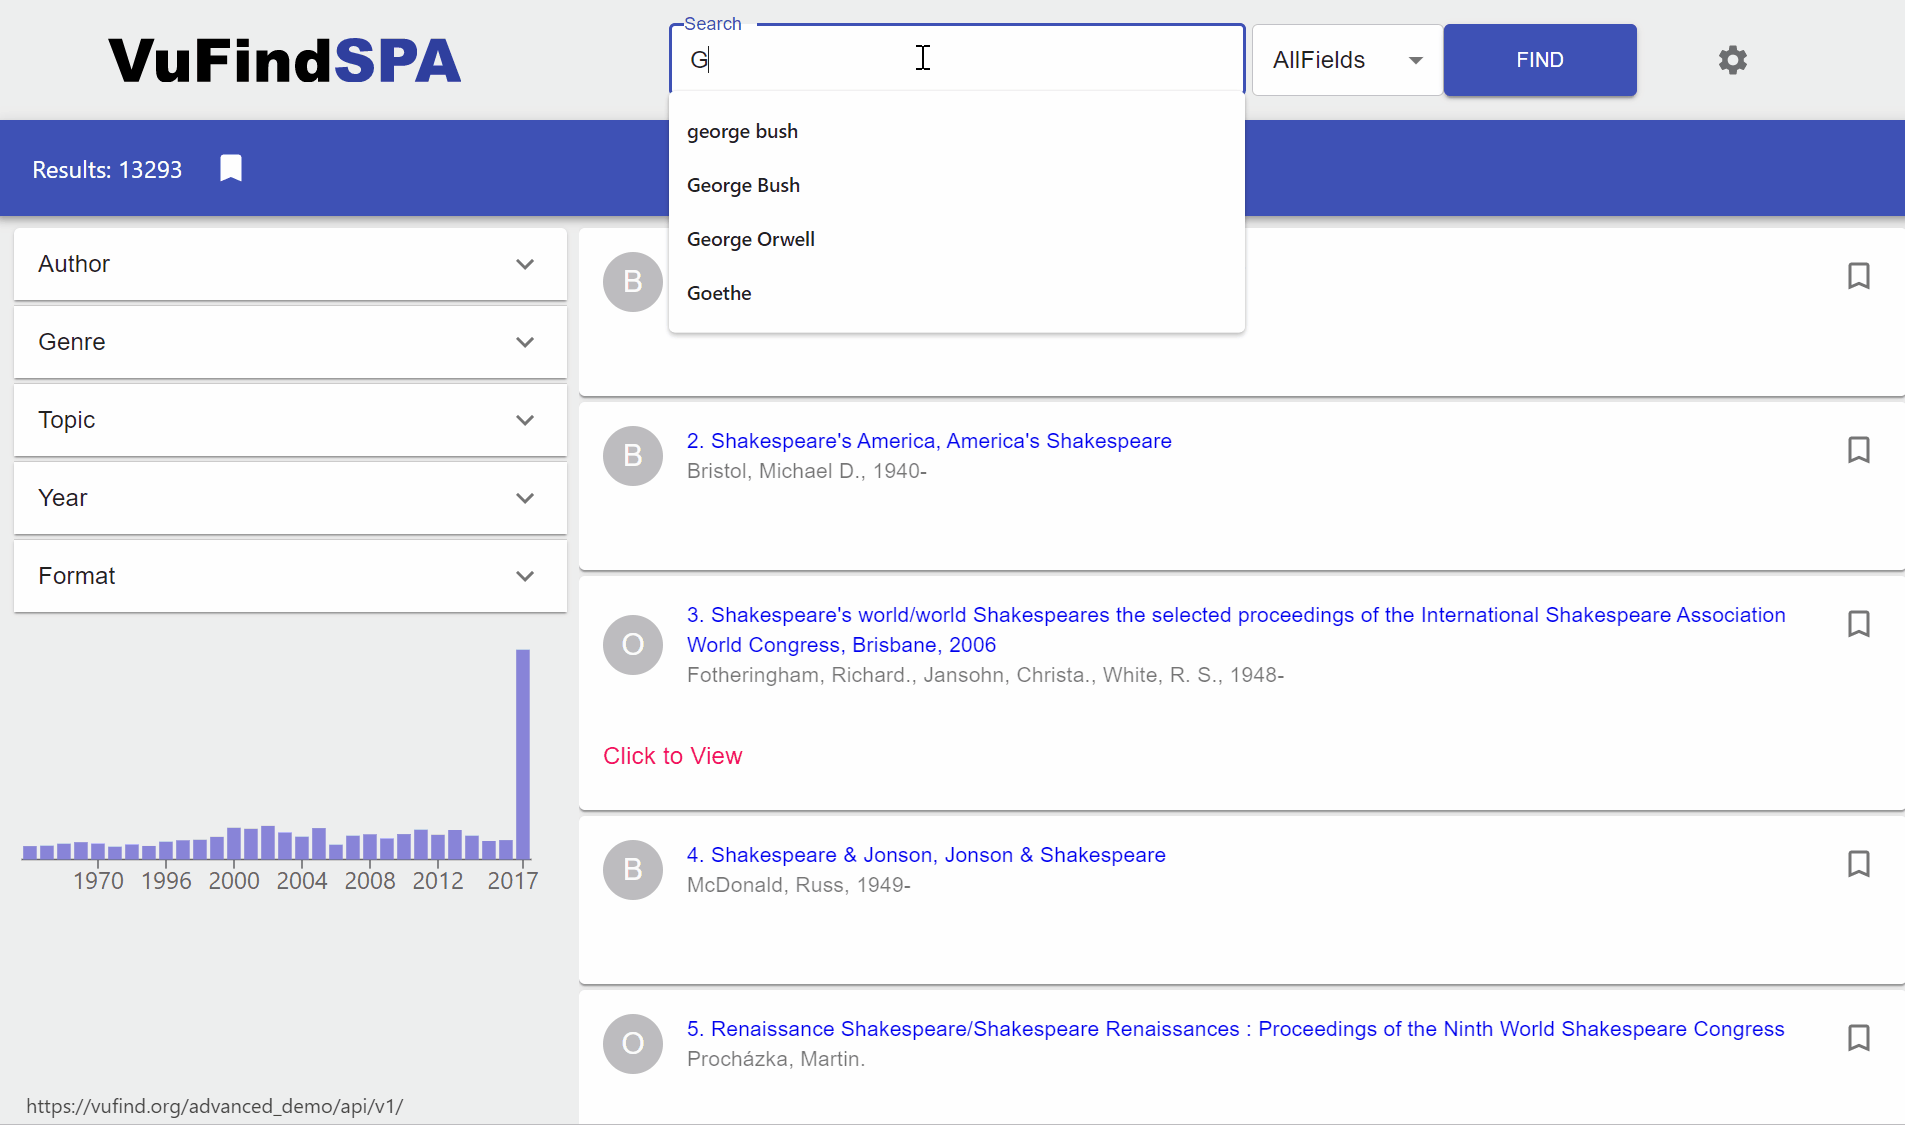 VuFindSPA
Search
G
AllFields
FIND
george bush
George Bush
George Orwell
Goethe
Results: 13293
Author
Genre
Topic
Year
Format
1970 1996 2000 2004 2008 2012 2017
https://vufind.org/advanced_demo/api/v1/
B
B
2. Shakespeare's America, America's Shakespeare
Bristol, Michael D., 1940-
O
3. Shakespeare's world/world Shakespeares the selected proceedings of the International Shakespeare Association
World Congress, Brisbane, 2006
Fotheringham, Richard., Jansohn, Christa., White, R. S., 1948-
Click to View
B
4. Shakespeare & Jonson, Jonson & Shakespeare
McDonald, Russ, 1949-
O
5. Renaissance Shakespeare/Shakespeare Renaissances : Proceedings of the Ninth World Shakespeare Congress
Procházka, Martin.